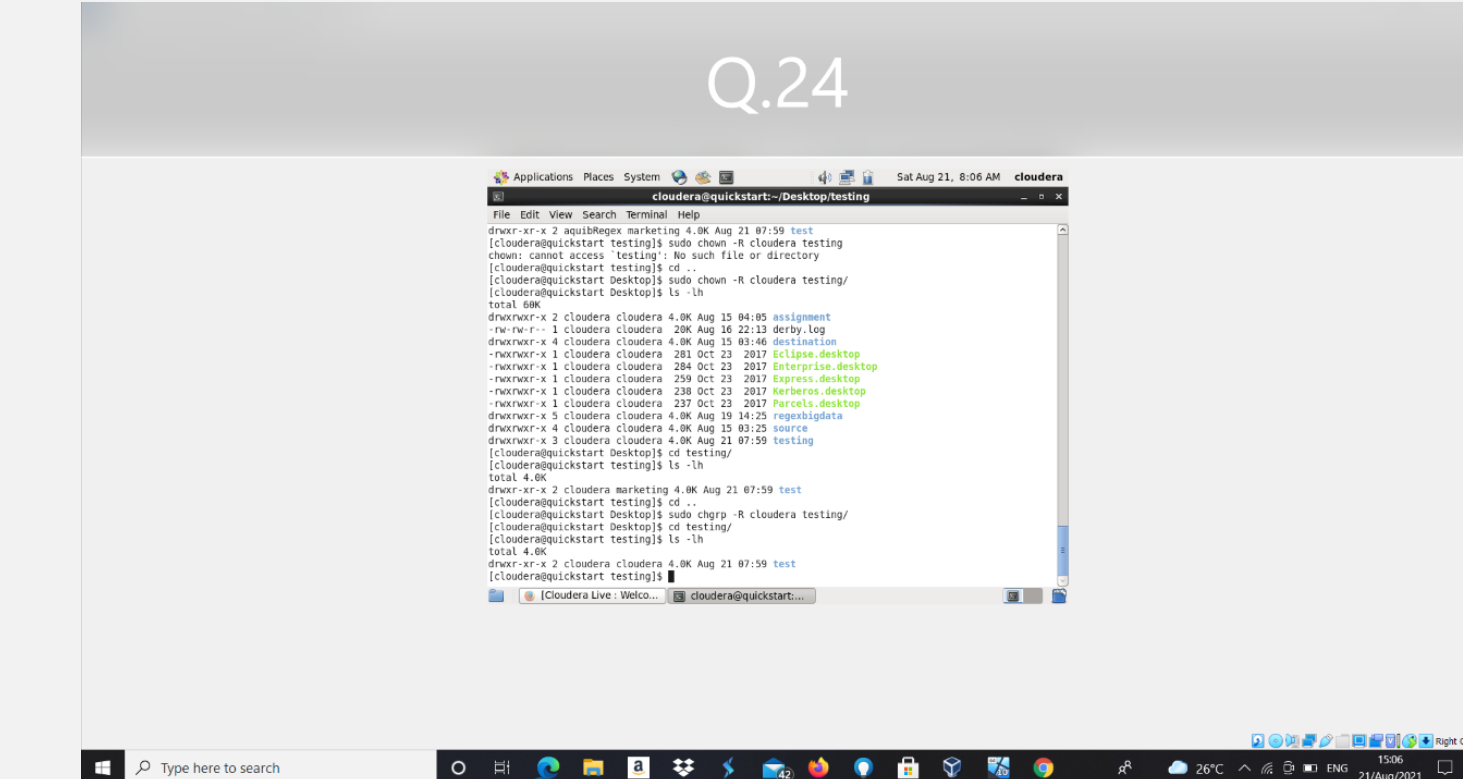 Q.24
Applications Places System Sat Aug 21, 8:06 AM cloudera
cloudera@quickstart:~/Desktop/testing
File Edit View Search Terminal Help
drwxr-xr-x 2 aquibRegex marketing 4.0K Aug 21 07:59 test
[cloudera@quickstart testing]$ sudo chown -R cloudera testing
chown: cannot access `testing': No such file or directory
[cloudera@quickstart testing]$ cd ..
[cloudera@quickstart Desktop]$ sudo chown -R cloudera testing/
[cloudera@quickstart Desktop]$ ls -lh
total 60K
drwxrwxr-x 2 cloudera cloudera 4.0K Aug 15 04:05 assignment
-rw-rw-r-- 1 cloudera cloudera  20K Aug 16 22:13 derby.log
drwxrwxr-x 4 cloudera cloudera 4.0K Aug 15 03:46 destination
-rwxrwxr-x 1 cloudera cloudera  281 Oct 23  2017 Eclipse.desktop
-rwxrwxr-x 1 cloudera cloudera  284 Oct 23  2017 Enterprise.desktop
-rwxrwxr-x 1 cloudera cloudera  259 Oct 23  2017 Express.desktop
-rwxrwxr-x 1 cloudera cloudera  238 Oct 23  2017 Kerberos.desktop
-rwxrwxr-x 1 cloudera cloudera  237 Oct 23  2017 Parcels.desktop
drwxrwxr-x 5 cloudera cloudera 4.0K Aug 19 14:25 regexbigdata
drwxrwxr-x 4 cloudera cloudera 4.0K Aug 15 03:25 source
drwxrwxr-x 3 cloudera cloudera 4.0K Aug 21 07:59 testing
[cloudera@quickstart Desktop]$ cd testing/
[cloudera@quickstart testing]$ ls -lh
total 4.0K
drwxr-xr-x 2 cloudera marketing 4.0K Aug 21 07:59 test
[cloudera@quickstart testing]$ cd ..
[cloudera@quickstart Desktop]$ sudo chgrp -R cloudera testing/
[cloudera@quickstart Desktop]$ cd testing/
[cloudera@quickstart testing]$ ls -lh
total 4.0K
drwxr-xr-x 2 cloudera cloudera 4.0K Aug 21 07:59 test
[cloudera@quickstart testing]$
[Cloudera Live : Welco... cloudera@quickstart:...
Right
Type here to search 42 26°C ENG 15:06
21/Aug/2021